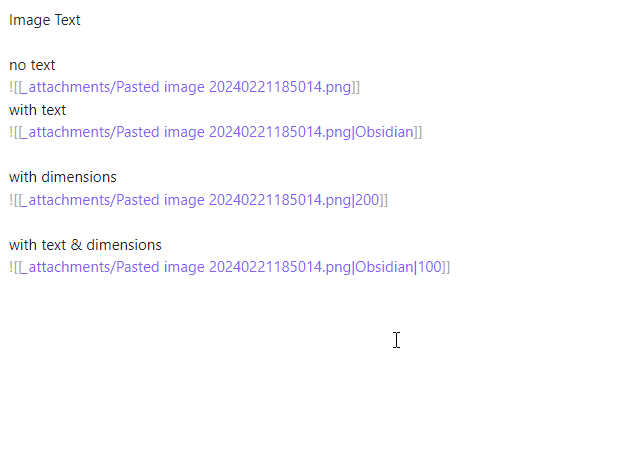 Image Text
no text
![[_attachments/Pasted image 20240221185014.png]]
with text
![[_attachments/Pasted image 20240221185014.png|Obsidian]]
with dimensions
![[_attachments/Pasted image 20240221185014.png|200]]
with text & dimensions
![[_attachments/Pasted image 20240221185014.png|Obsidian|100]]